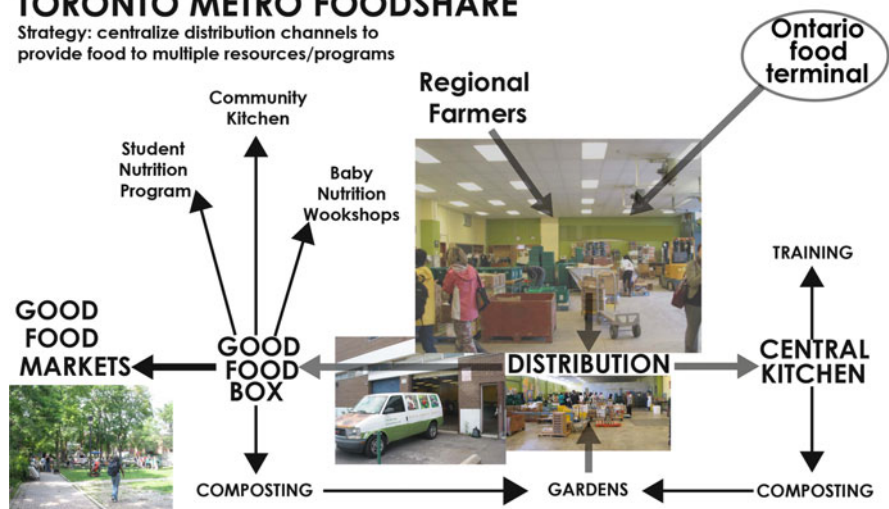 TORONTO METRO FOODSHARE
Strategy: centralize distribution channels to
provide food to multiple resources/programs
Ontario
food
terminal
Regional
Farmers
Community
Kitchen
Student
Nutrition
Program
Baby
Nutrition
Wookshops
TRAINING
GOOD
FOOD
MARKETS
GOOD
FOOD
BOX
DISTRIBUTION
CENTRAL
KITCHEN
COMPOSTING
GARDENS
COMPOSTING